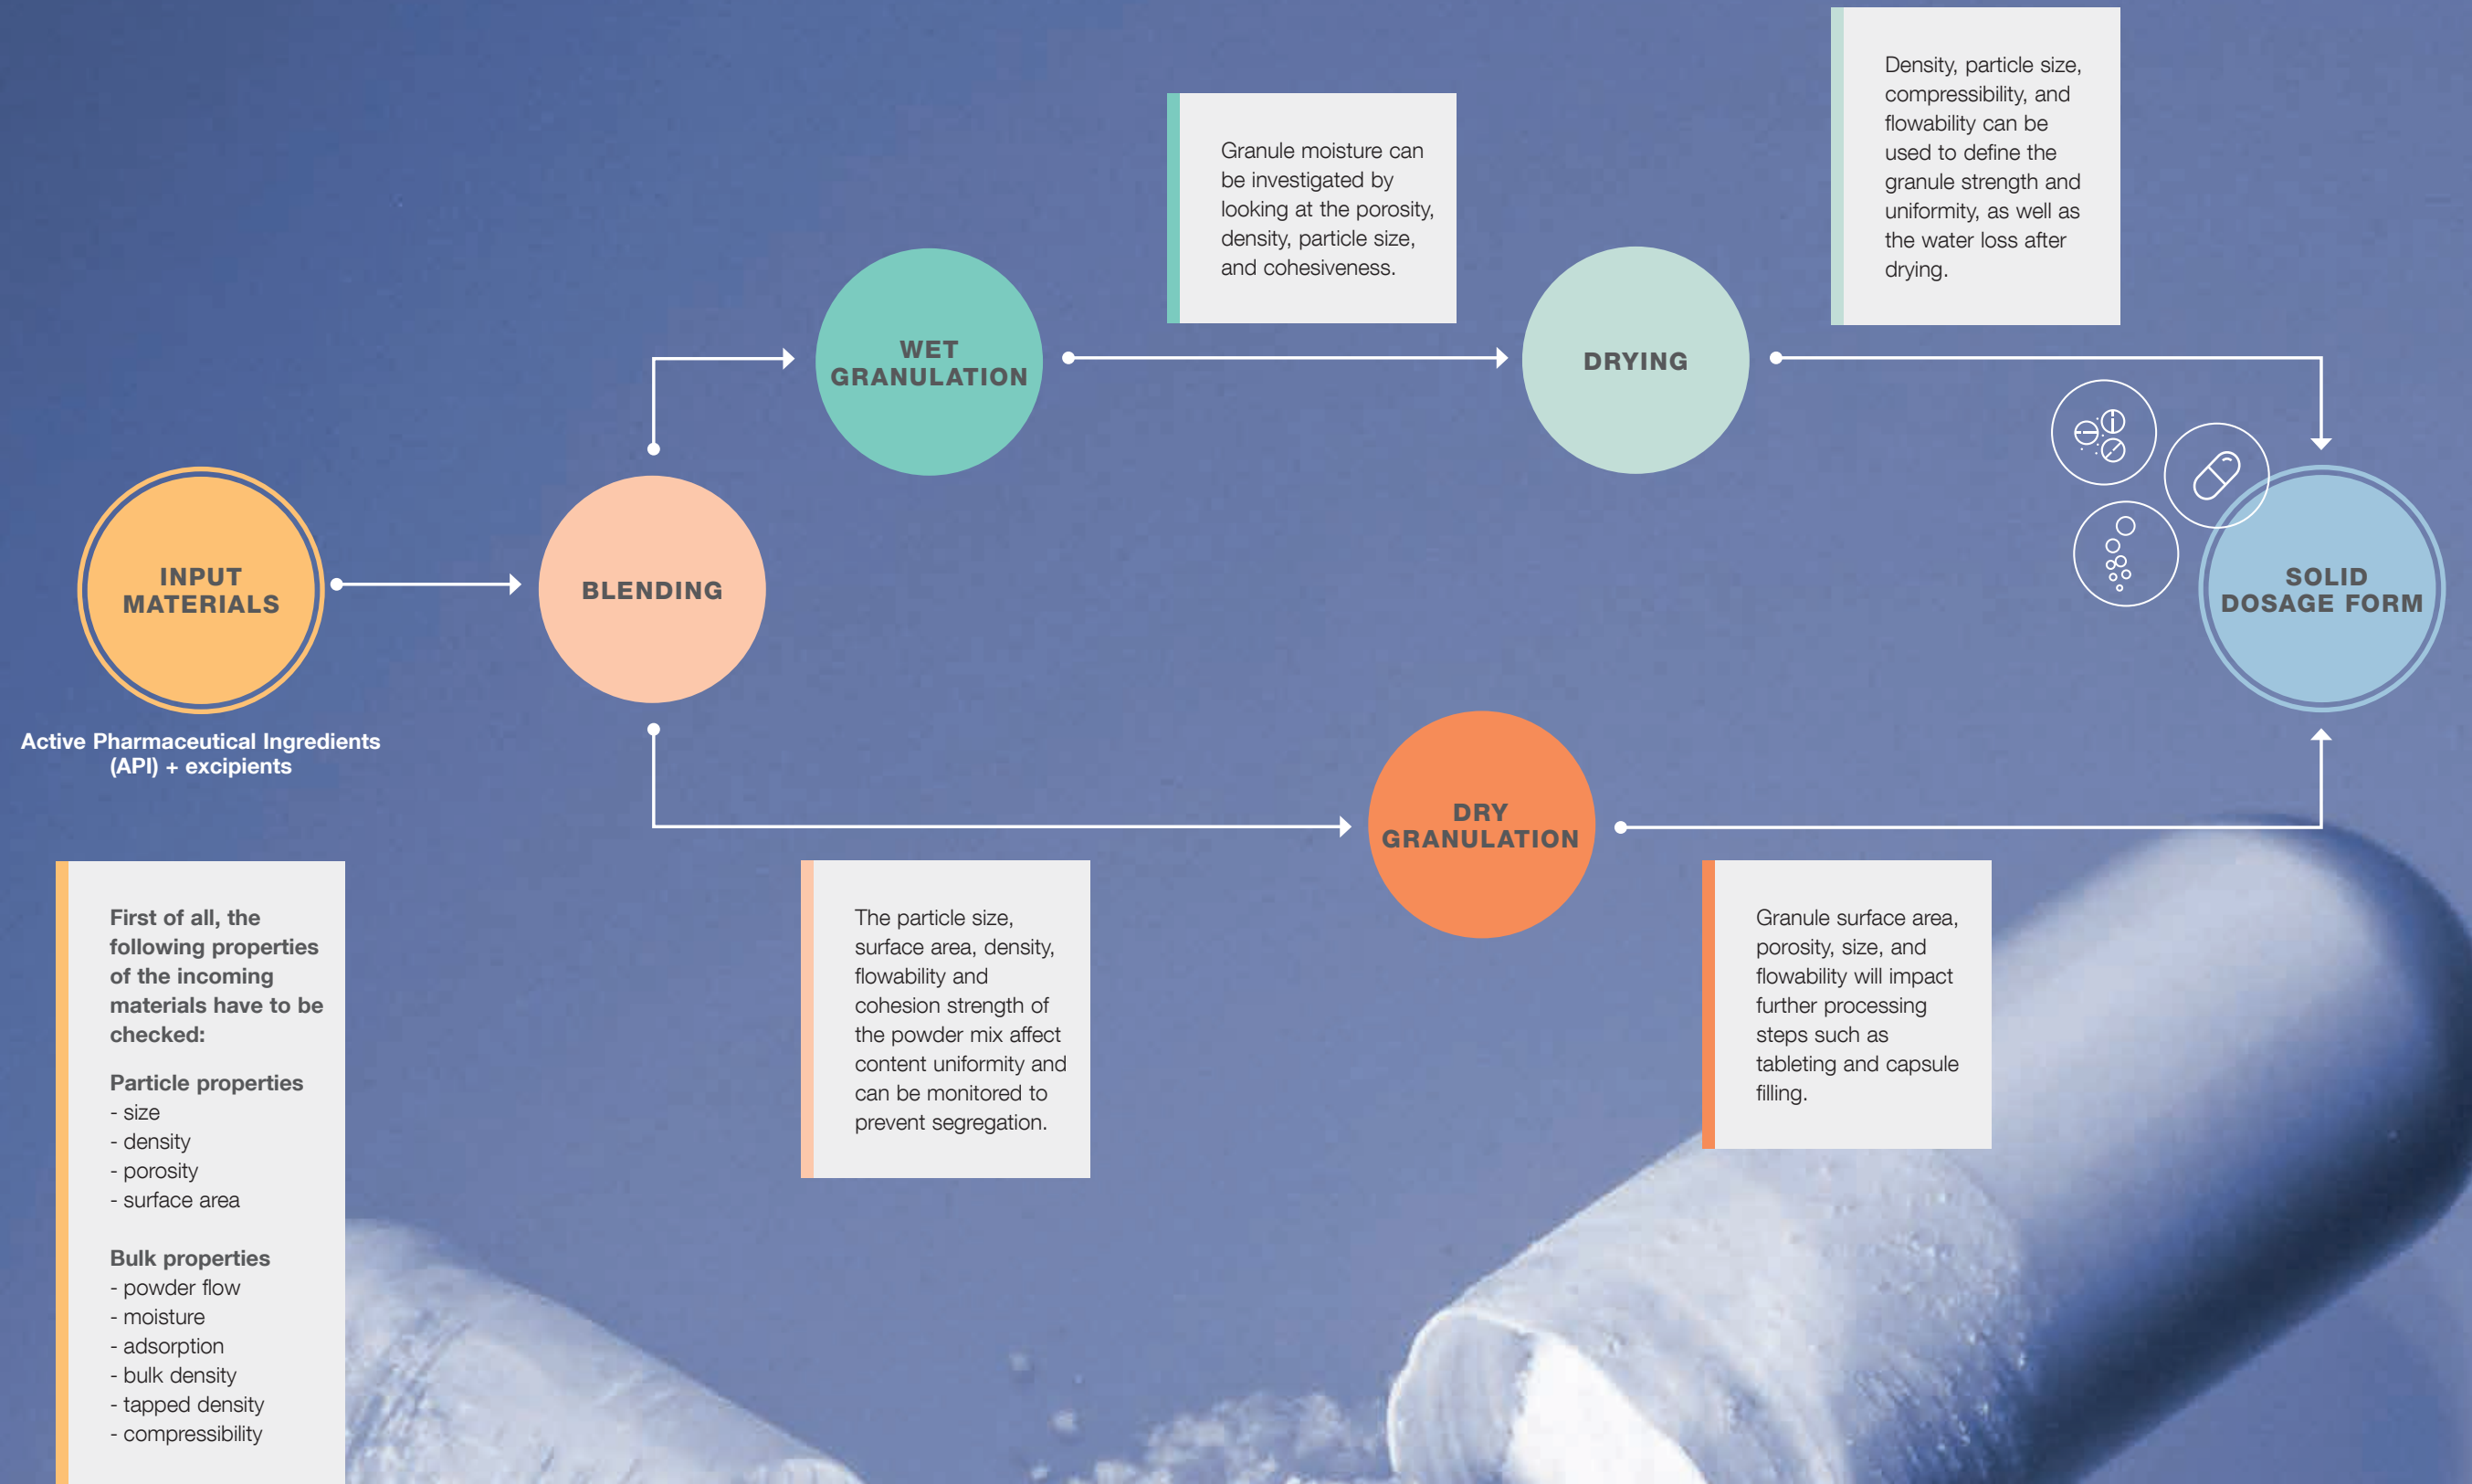 Density, particle size,
compressibility, and
flowability can be
used to define the
granule strength and
uniformity, as well as
the water loss after
drying.
Granule moisture can
be investigated by
looking at the porosity,
density, particle size,
and cohesiveness.
WET
GRANULATION
DRYING
INPUT
MATERIALS
BLENDING
SOLID
DOSAGE FORM
Active Pharmaceutical Ingredients
(API) + excipients
DRY
GRANULATION
First of all, the
following properties
of the incoming
materials have to be
checked:
Particle properties
- size
- density
- porosity
- surface area
Bulk properties
- powder flow
- moisture
- adsorption
- bulk density
- tapped density
- compressibility
The particle size,
surface area, density,
flowability and
cohesion strength of
the powder mix affect
content uniformity and
can be monitored to
prevent segregation.
Granule surface area,
porosity, size, and
flowability will impact
further processing
steps such as
tableting and capsule
filling.